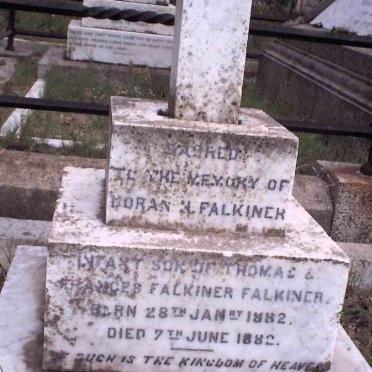 SACRED
TO THE MEMORY OF
DORAN H. FALKINER
INFANT SON OF THOMAS &
FRANCES FALKINER FALKINER.
BORN 28TH JANRY 1882.
DIED 7TH JUNE 1882.
SUCH IS THE KINGDOM OF HEAVEN